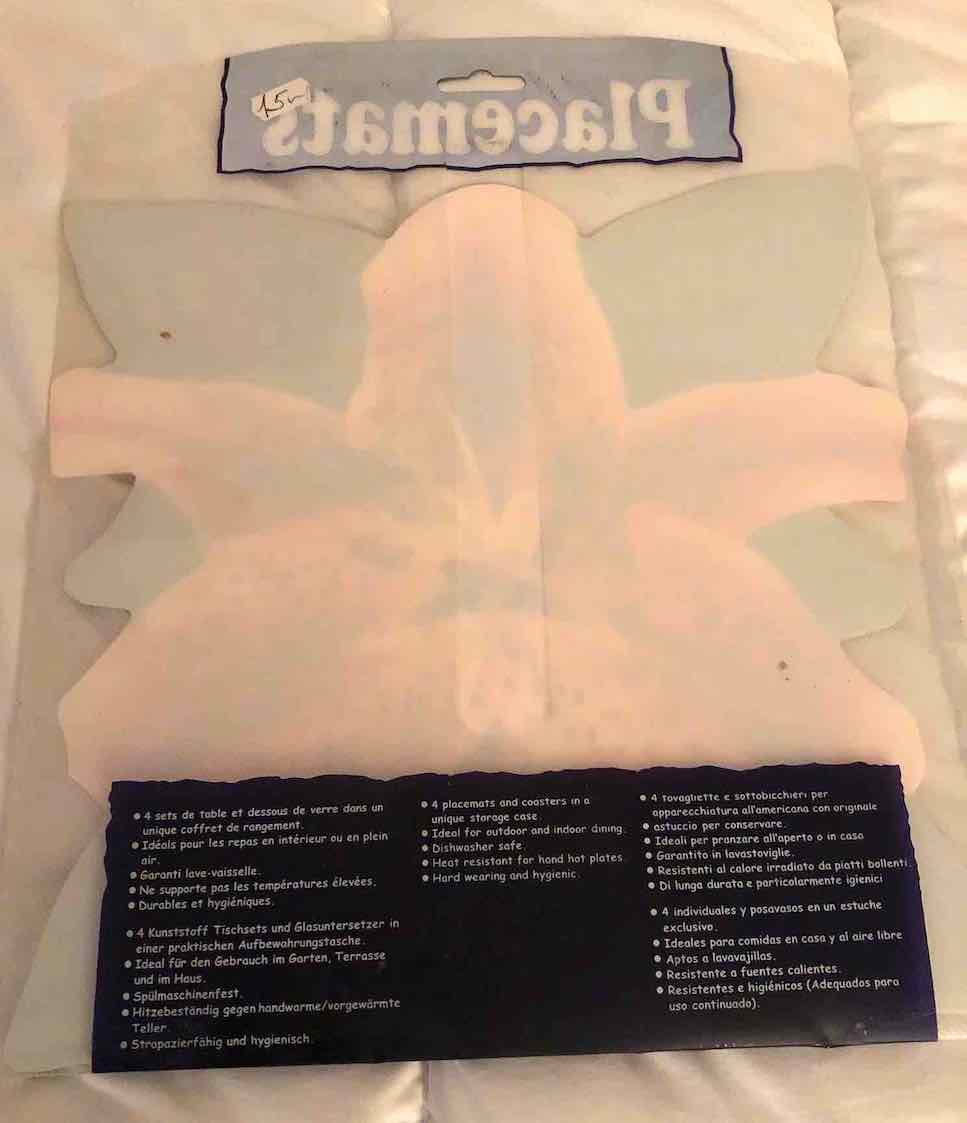 Placemats
15
● 4 sets de table et dessous de verre dans un
unique coffret de rangement.
● Idéals pour les repas en intérieur ou en plein
air.
● Garanti lave-vaisselle.
● Ne supporte pas les températures élevées,
● Durables et hygiéniques.
● 4 Kunststoff Tischsets und Glasuntersetzer in
einer praktischen Aufbewahrungstasche.
● Ideal für den Gebrauch im Garten, Terrasse
und im Haus.
● Spülmaschinenfest.
● Hitzebeständig gegen handwarme/vorgewärmte
Teller.
● Strapazierfähig und hygienisch.
● 4 placemats and coasters in a
unique storage case
● Ideal for outdoor and indoor dining.
● Dishwasher safe
● Heat resistant for hand hot plates.
● Hard wearing and hygienic.
● 4 tovagliette e sottobicchieri per
apparecchiatura all'americana con originale
● astuccio per conservare.
● Ideali per pranzare all'aperto o in casa
● Garantito in lavastoviglie.
● Resistenti al calore irradiato da piatti bollenti.
● Di lunga durata e particolarmente igienici
● 4 individuales y posavasos en un estuche
exclusivo.
● Ideales para comidas en casa y al aire libre
● Aptos a lavavajillas.
● Resistente a fuentes calientes.
● Resistentes e higiénicos (Adequados para
uso continuado).